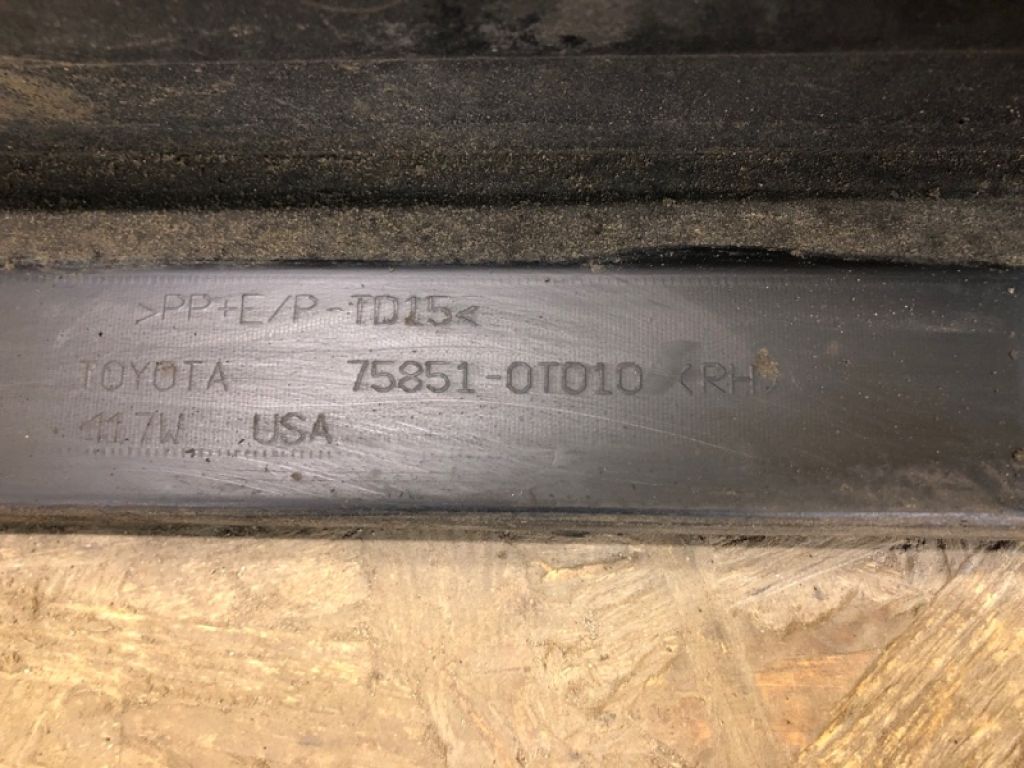 >PP+E/P-TD15<
TOYOTA 75851-0T010 <RH>
11.7W USA